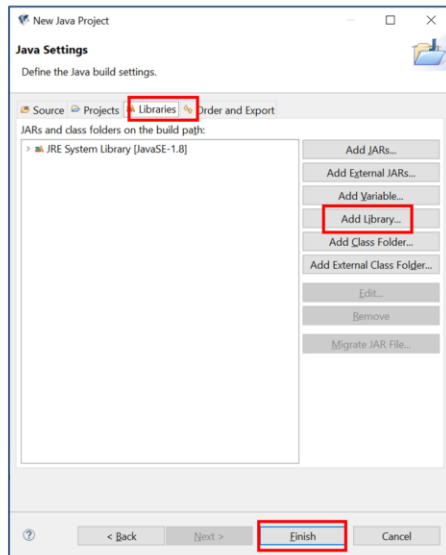 New Java Project
Java Settings
Define the Java build settings.
Source Projects Libraries Order and Export
JARs and class folders on the build path:
JRE System Library [JavaSE-1.8]
Add JARs...
Add External JARs...
Add Variable...
Add Library...
Add Class Folder...
Add External Class Folder...
Edit...
Remove
Migrate JAR File...
? < Back Next > Finish Cancel